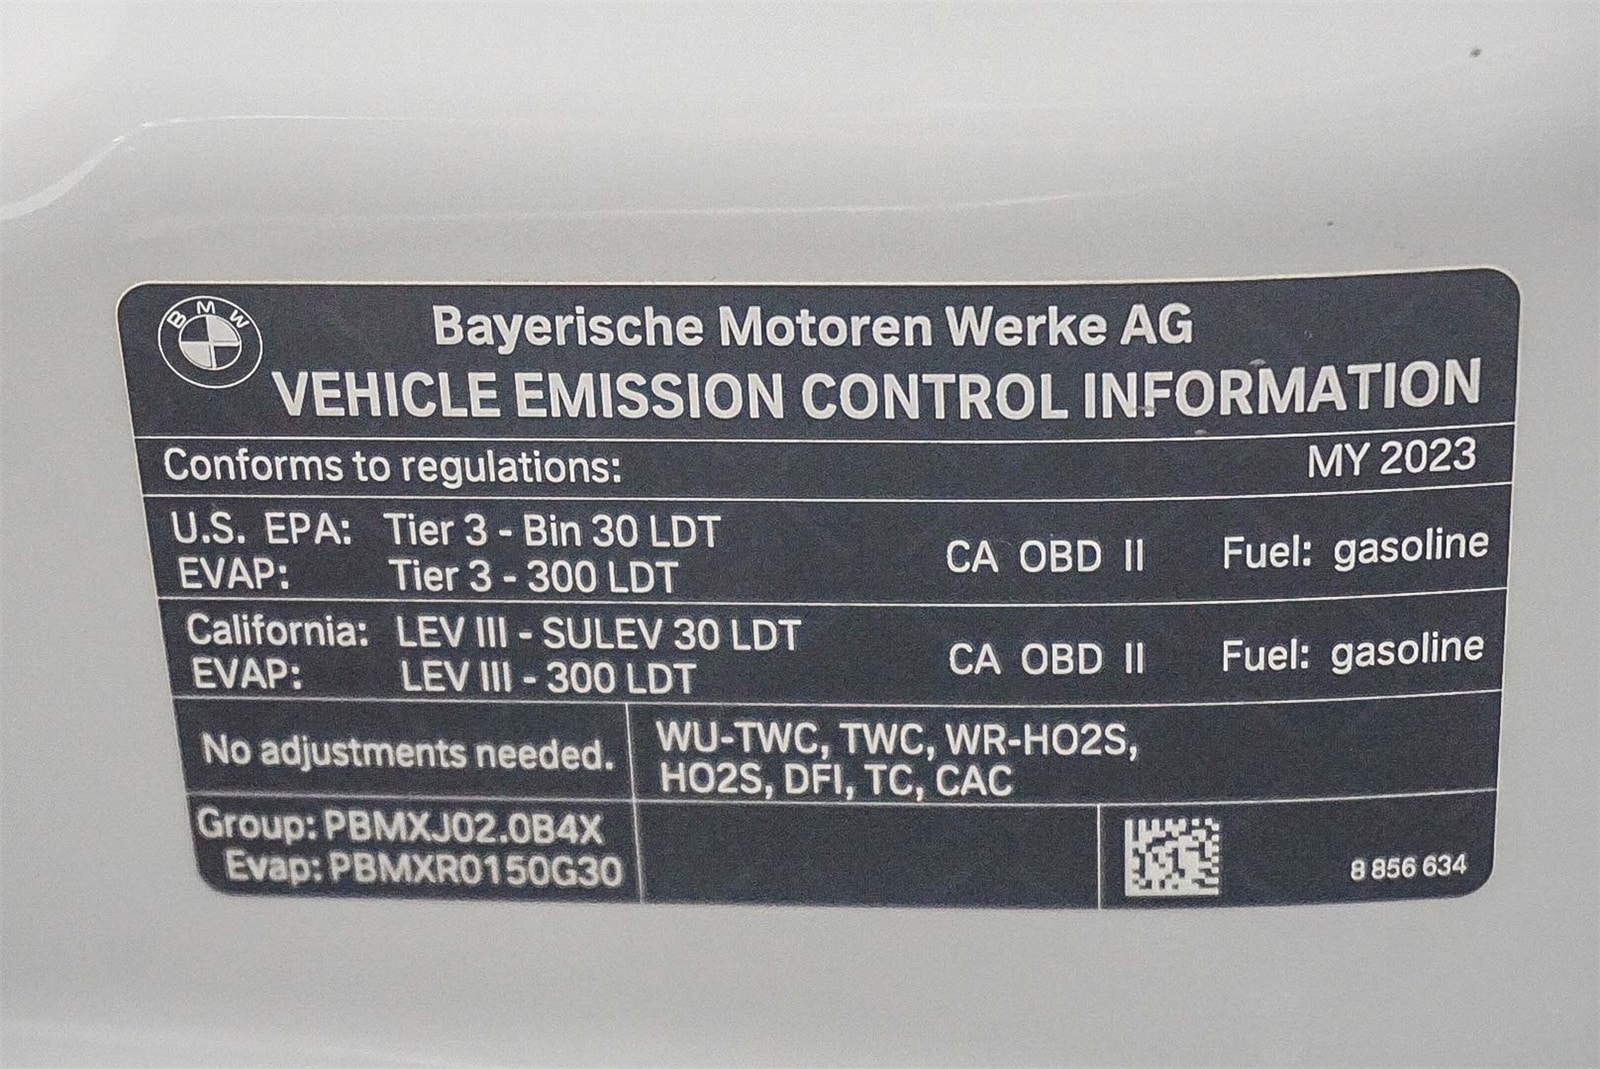 BMW
Bayerische Motoren Werke AG
VEHICLE EMISSION CONTROL INFORMATION
Conforms to regulations: MY 2023
U.S. EPA: Tier 3 - Bin 30 LDT CA OBD II Fuel: gasoline
EVAP: Tier 3 - 300 LDT
California: LEV III - SULEV 30 LDT CA OBD II Fuel: gasoline
EVAP: LEV III - 300 LDT
No adjustments needed.
WU-TWC, TWC, WR-HO2S,
HO2S, DFI, TC, CAC
Group: PBMXJ02.0B4X
Evap: PBMXR0150G30
8 856 634